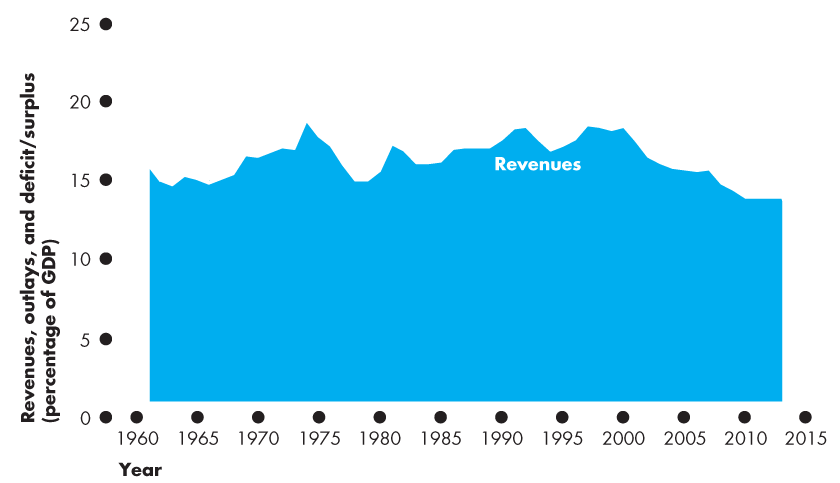 25
20
15
10
5
0
Revenues, outlays, and deficit/surplus
(percentage of GDP)
Revenues
1960 1965 1970 1975 1980 1985 1990 1995 2000 2005 2010 2015
Year